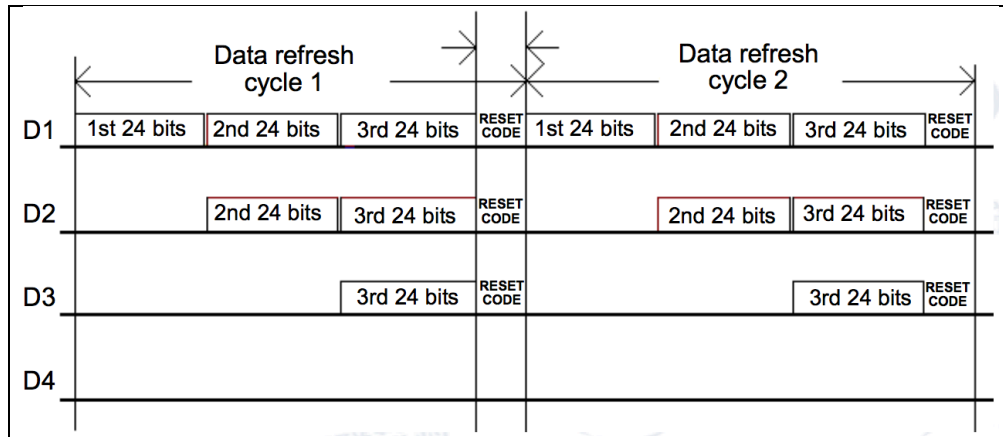 Data refresh
cycle 1
Data refresh
cycle 2
D1
1st 24 bits
2nd 24 bits
3rd 24 bits
RESET
CODE
1st 24 bits
2nd 24 bits
3rd 24 bits
RESET
CODE
D2
2nd 24 bits
3rd 24 bits
RESET
CODE
2nd 24 bits
3rd 24 bits
RESET
CODE
D3
3rd 24 bits
RESET
CODE
3rd 24 bits
RESET
CODE
D4